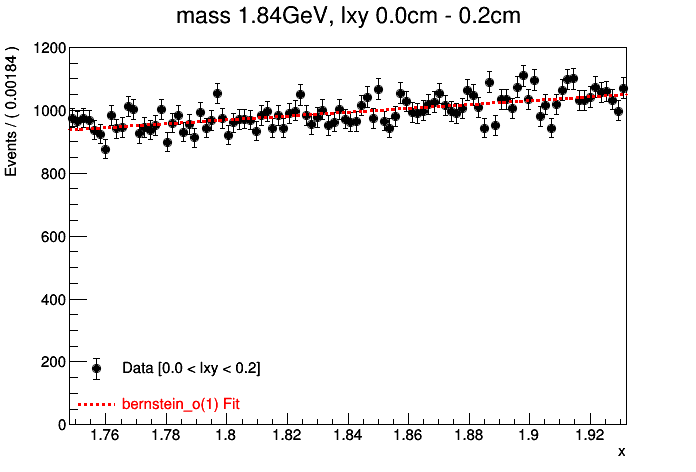 mass 1.84GeV, lxy 0.0cm - 0.2cm
Events / ( 0.00184 )
1200
1000
800
600
400
200
0
Data [0.0 < lxy < 0.2]
bernstein_o(1) Fit
1.76 1.78 1.8 1.82 1.84 1.86 1.88 1.9 1.92
x